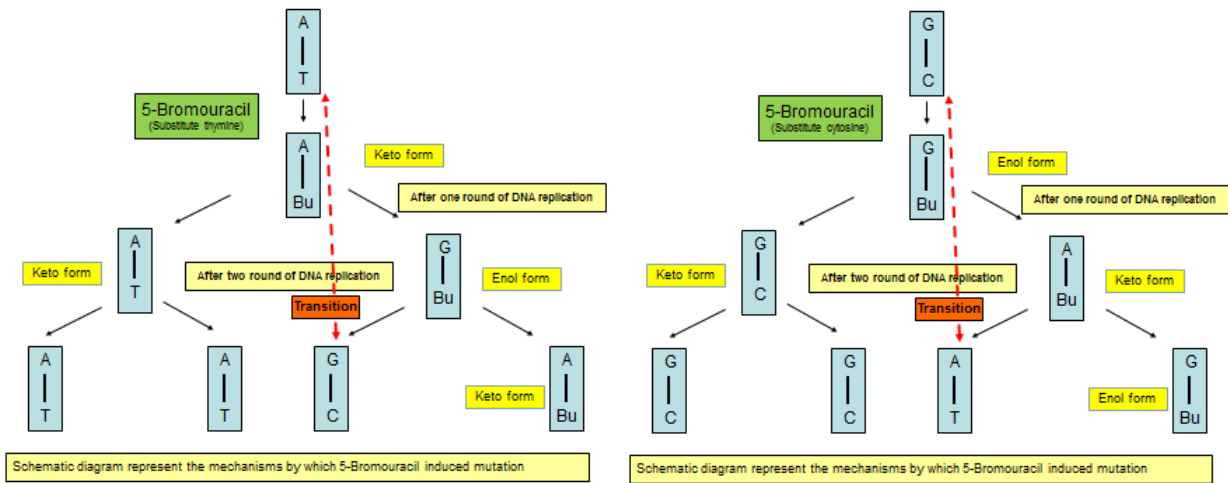 A
T
5-Bromouracil
(Substitute thymine)
A
Bu
Keto form
After one round of DNA replication
A
T
Keto form
After two round of DNA replication
G
Bu
Enol form
Transition
A
T
A
T
G
C
Keto form
A
Bu
Schematic diagram represent the mechanisms by which 5-Bromouracil induced mutation
G
C
5-Bromouracil
(Substitute cytosine)
G
Bu
Enol form
After one round of DNA replication
G
C
Keto form
After two round of DNA replication
A
Bu
Keto form
Transition
G
C
G
C
A
T
Enol form
G
Bu
Schematic diagram represent the mechanisms by which 5-Bromouracil induced mutation